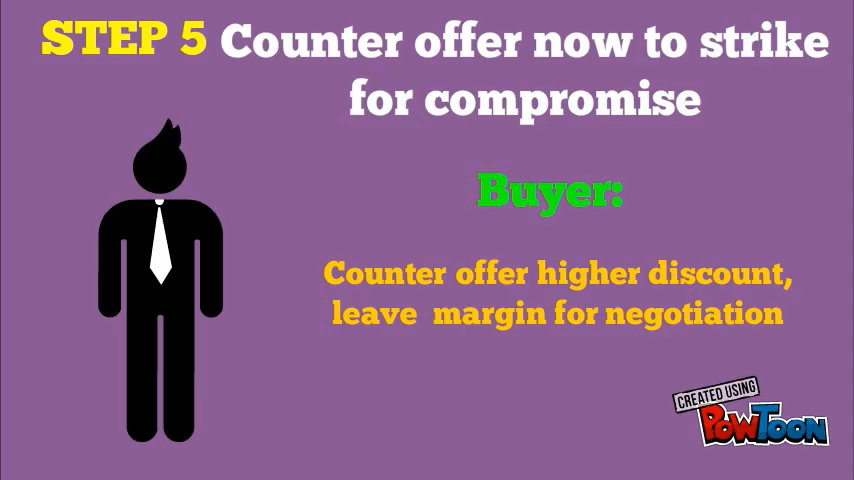 STEP 5 Counter offer now to strike
for compromise
Buyer:
Counter offer higher discount,
leave margin for negotiation
CREATED USING
POWTOON